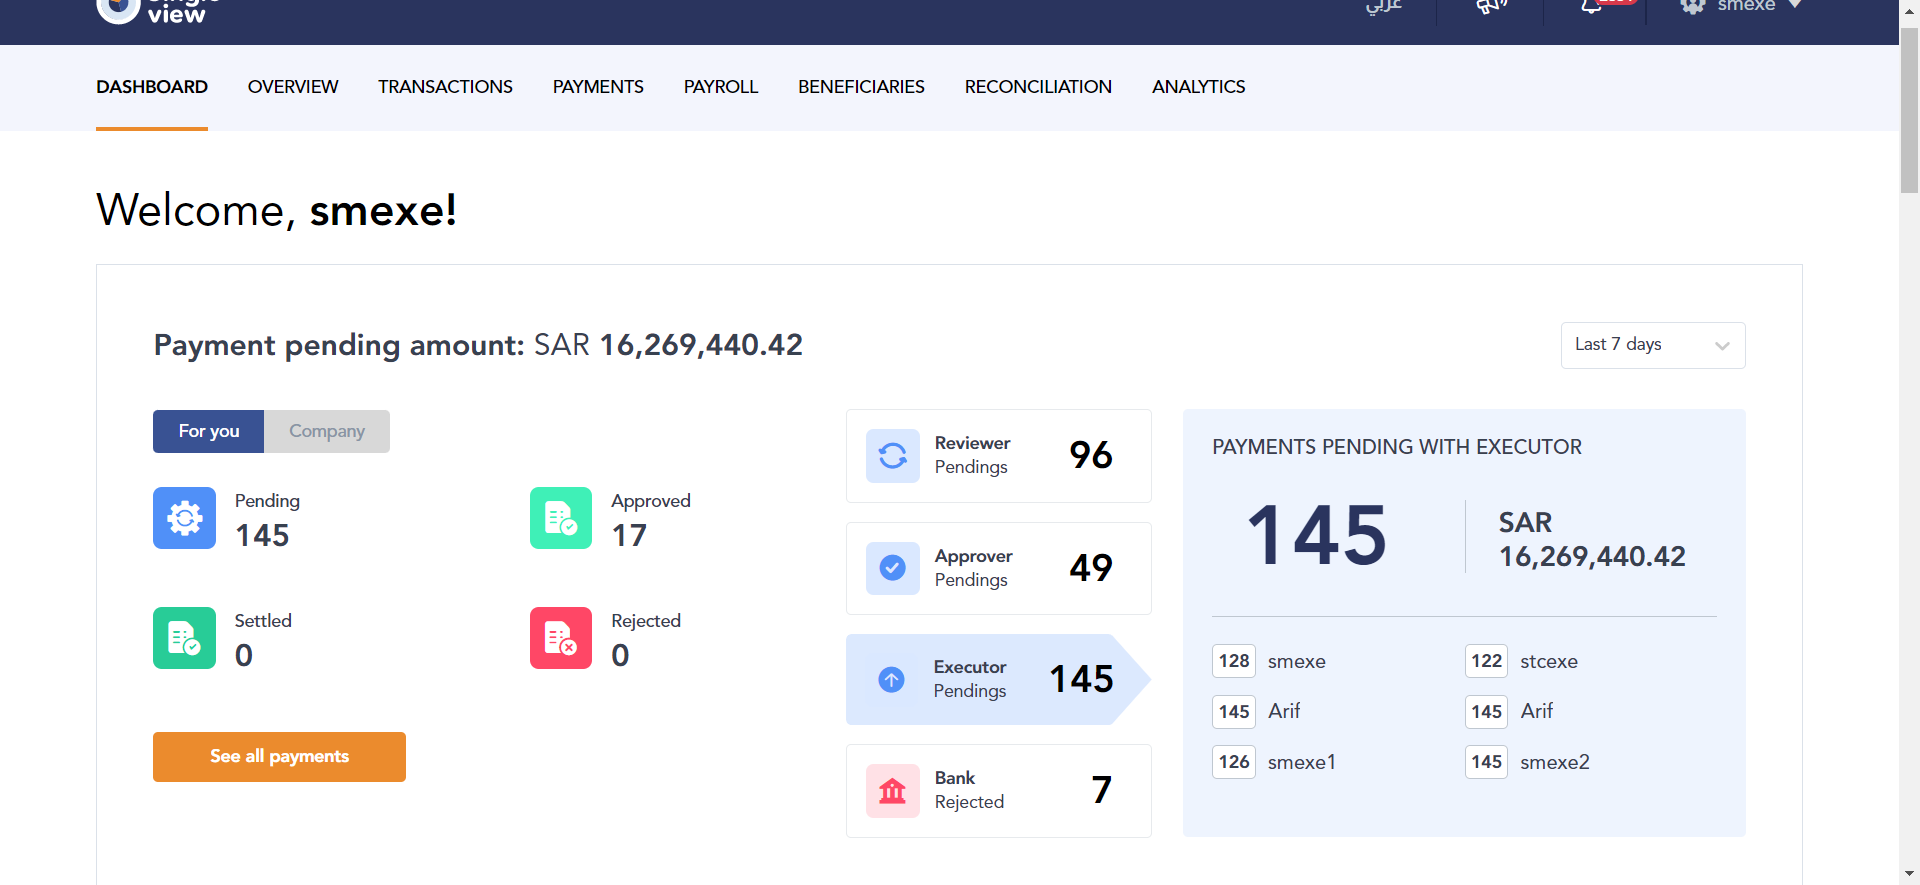 view
عربي
smexe
DASHBOARD
OVERVIEW
TRANSACTIONS
PAYMENTS
PAYROLL
BENEFICIARIES
RECONCILIATION
ANALYTICS
Welcome, smexe!
Payment pending amount: SAR 16,269,440.42
Last 7 days
For you
Company
Pending
145
Approved
17
Settled
0
Rejected
0
See all payments
Reviewer
Pendings
96
Approver
Pendings
49
Executor
Pendings
145
Bank
Rejected
7
PAYMENTS PENDING WITH EXECUTOR
145
SAR
16,269,440.42
128 smexe
122 stcexe
145 Arif
145 Arif
126 smexe1
145 smexe2